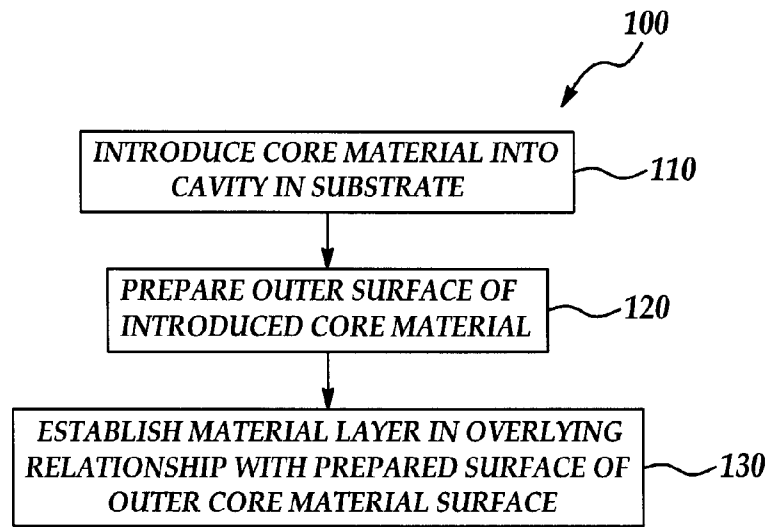 100
INTRODUCE CORE MATERIAL INTO
CAVITY IN SUBSTRATE
110
PREPARE OUTER SURFACE OF
INTRODUCED CORE MATERIAL
120
ESTABLISH MATERIAL LAYER IN OVERLYING
RELATIONSHIP WITH PREPARED SURFACE OF
OUTER CORE MATERIAL SURFACE
130